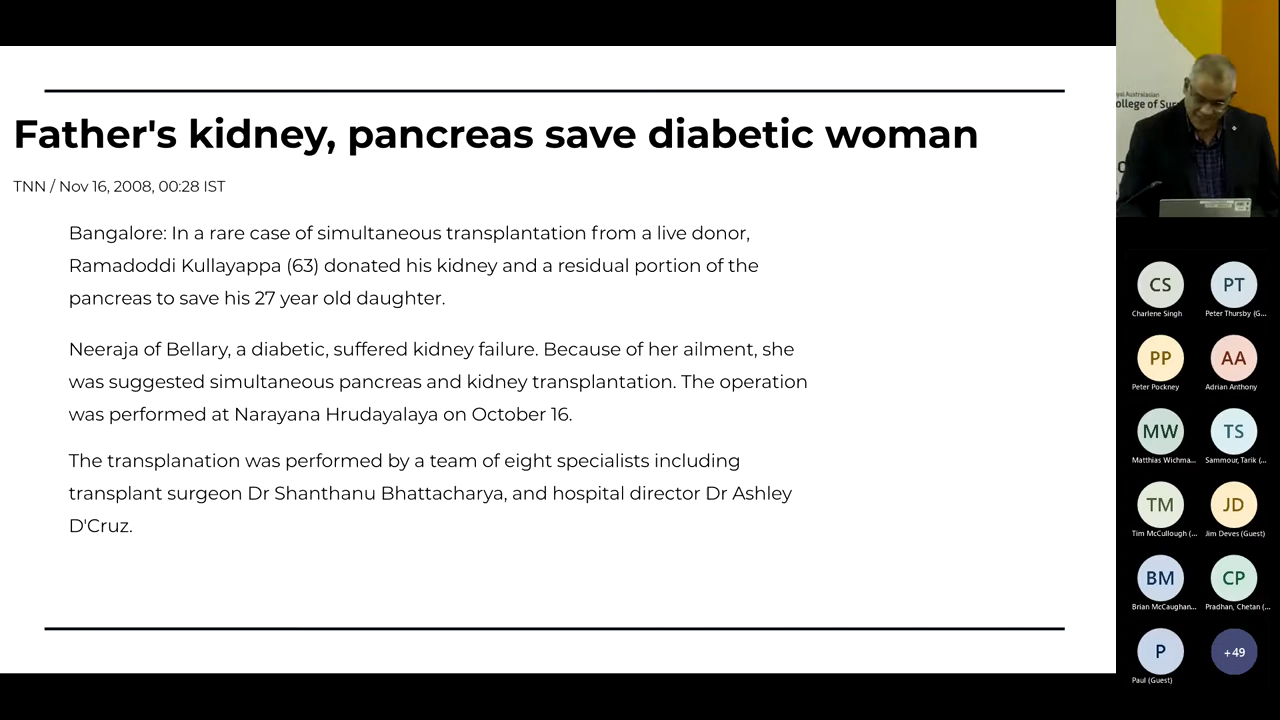 Father's kidney, pancreas save diabetic woman
TNN / Nov 16, 2008, 00:28 IST
Bangalore: In a rare case of simultaneous transplantation from a live donor,
Ramadoddi Kullayappa (63) donated his kidney and a residual portion of the
pancreas to save his 27 year old daughter.
Neeraja of Bellary, a diabetic, suffered kidney failure. Because of her ailment, she
was suggested simultaneous pancreas and kidney transplantation. The operation
was performed at Narayana Hrudayalaya on October 16.
The transplanation was performed by a team of eight specialists including
transplant surgeon Dr Shanthanu Bhattacharya, and hospital director Dr Ashley
D'Cruz.
yal Australasian
ollege of Sur
CS PT
Charlene Singh Peter Thursby (G...
PP AA
Peter Pockney Adrian Anthony
MW TS
Matthias Wichma... Sammour, Tarik (...
TM JD
Tim McCullough (... Jim Deves (Guest)
BM CP
Brian McCaughan... Pradhan, Chetan (...
P +49
Paul (Guest)